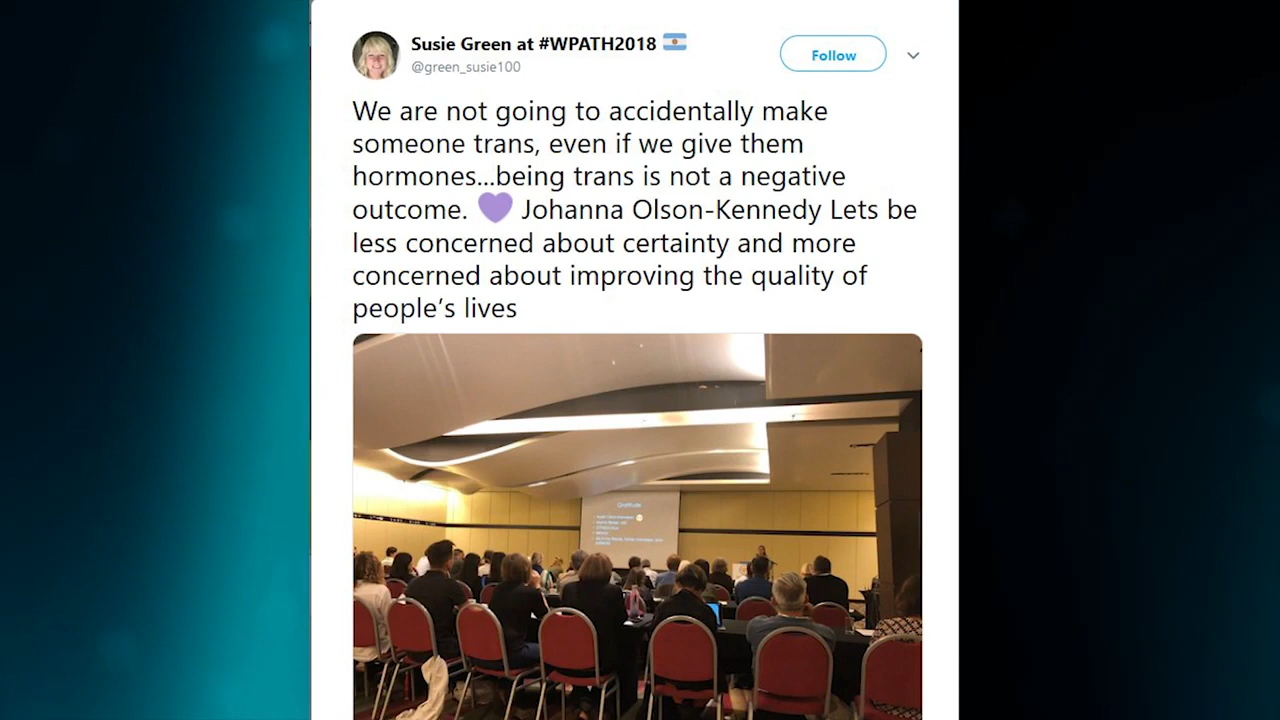 Susie Green at #WPATH2018
@green_susie100
Follow
We are not going to accidentally make
someone trans, even if we give them
hormones...being trans is not a negative
outcome. 💜 Johanna Olson-Kennedy Lets be
less concerned about certainty and more
concerned about improving the quality of
people's lives
Gratitude